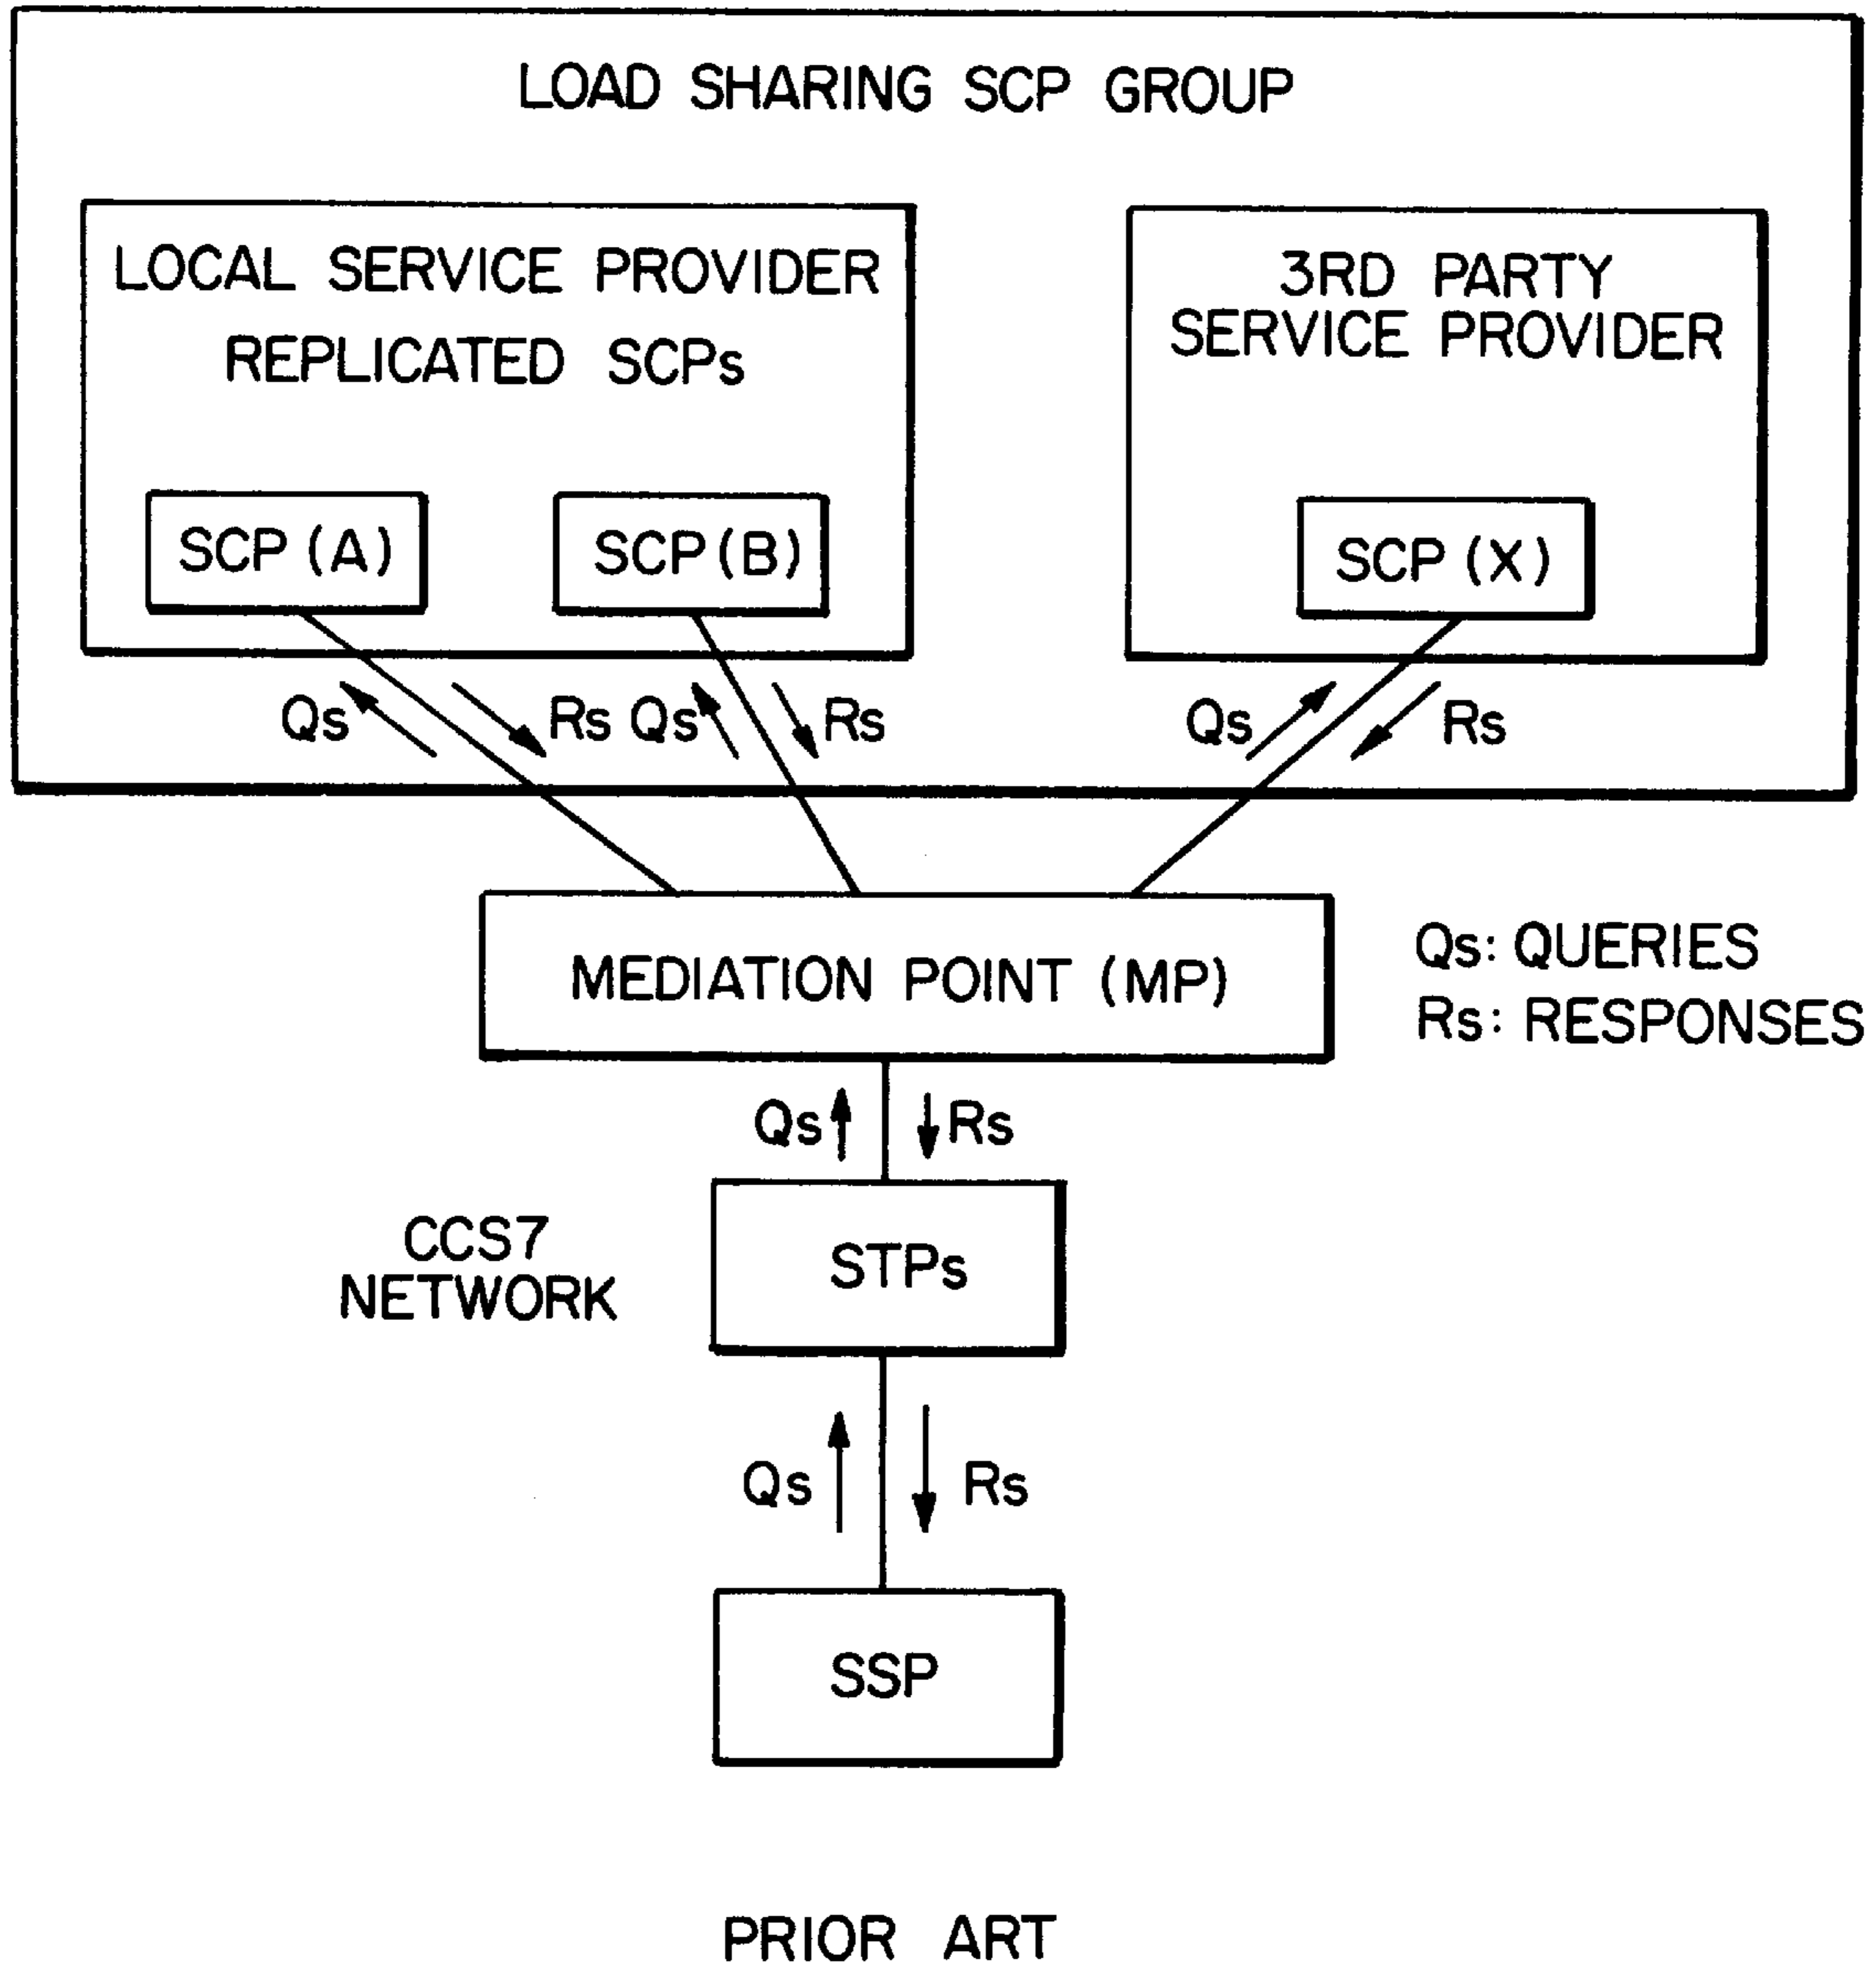 LOAD SHARING SCP GROUP
LOCAL SERVICE PROVIDER
REPLICATED SCPs
3RD PARTY
SERVICE PROVIDER
SCP (A)
SCP (B)
SCP (X)
Qs
Rs
Qs
Rs
Qs
Rs
MEDIATION POINT (MP)
Qs: QUERIES
Rs: RESPONSES
Qs
Rs
CCS7
NETWORK
STPs
Qs
Rs
SSP
PRIOR ART